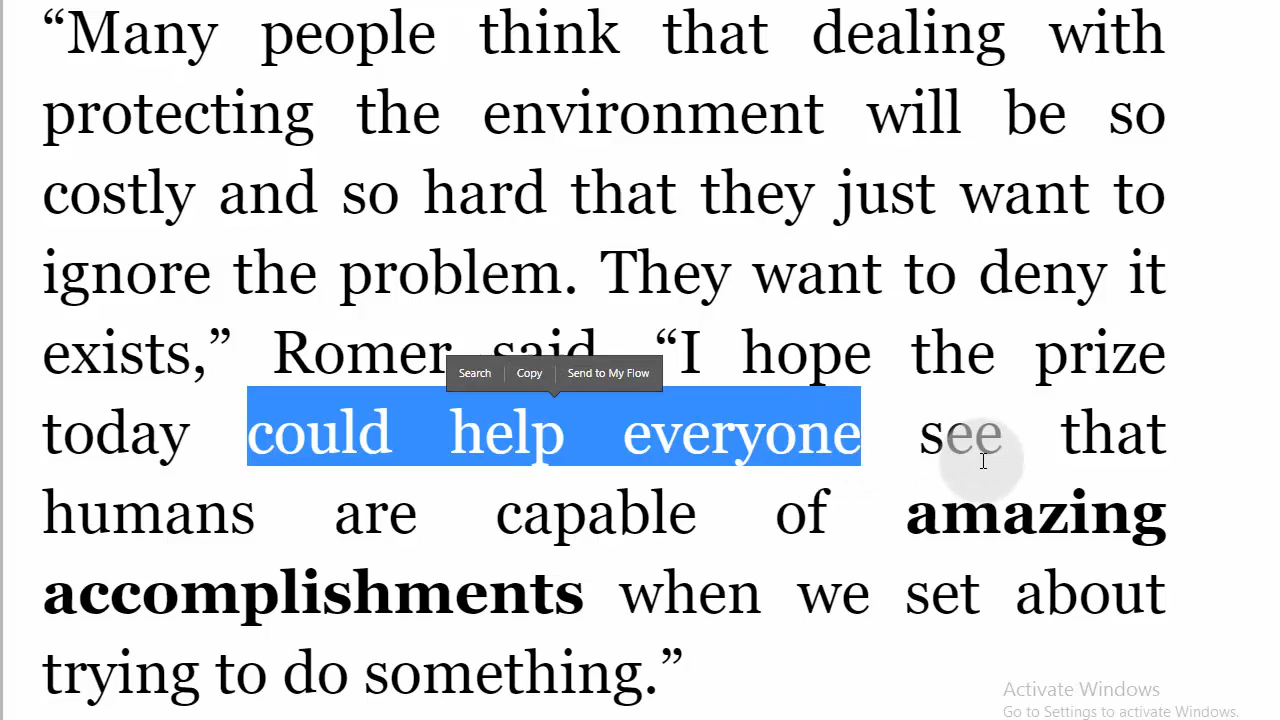 “Many people think that dealing with
protecting the environment will be so
costly and so hard that they just want to
ignore the problem. They want to deny it
exists,” Romer said. “I hope the prize
Search Copy Send to My Flow
today could help everyone see that
humans are capable of amazing
accomplishments when we set about
trying to do something.”
Activate Windows
Go to Settings to activate Windows.